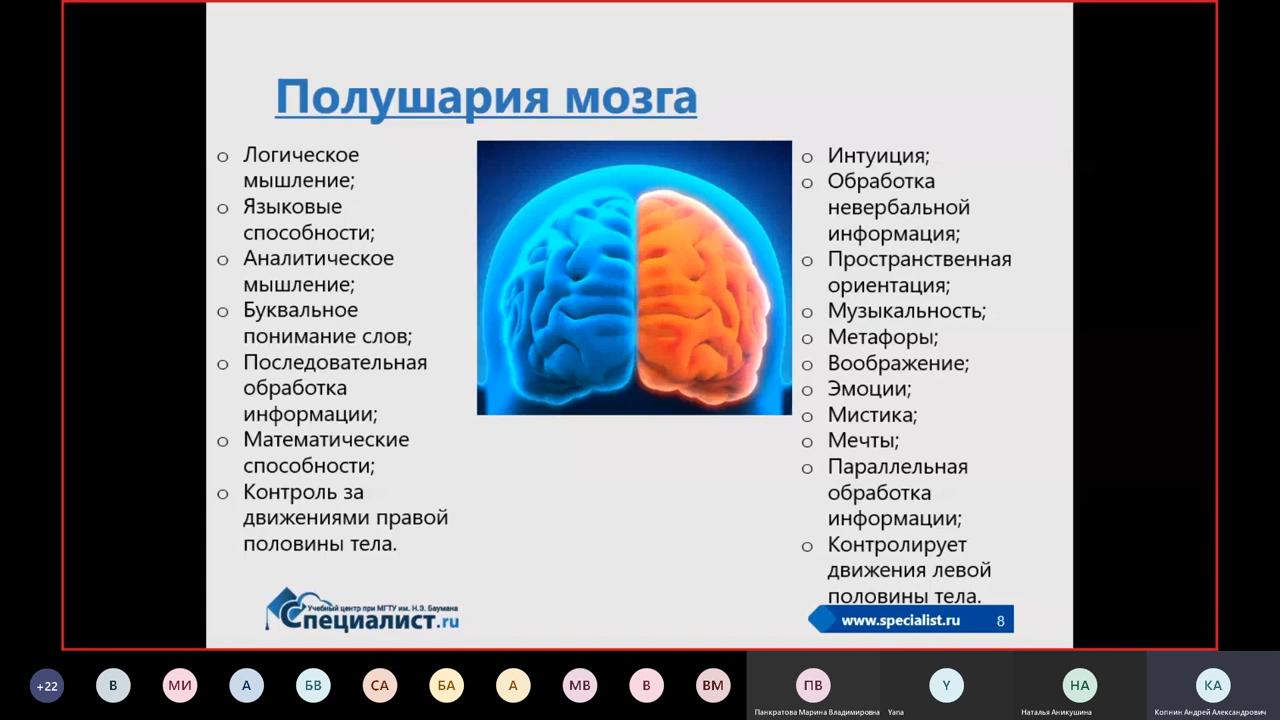 Полушария мозга
o Логическое
мышление;
o Языковые
способности;
o Аналитическое
мышление;
o Буквальное
понимание слов;
o Последовательная
обработка
информации;
o Математические
способности;
o Контроль за
движениями правой
половины тела.
o Интуиция;
o Обработка
невербальной
информация;
o Пространственная
ориентация;
o Музыкальность;
o Метафоры;
o Воображение;
o Эмоции;
o Мистика;
o Мечты;
o Параллельная
обработка
информации;
o Контролирует
движения левой
половины тела.
Учебный центр при МГТУ им. Н.Э. Баумана
Специалист.ru
www.specialist.ru 8
+22 В МИ А БВ СА БА А МВ В ВМ ПВ Y НА КА
Панкратова Марина Владимировна Yana Наталья Аникушина Копнин Андрей Александрович